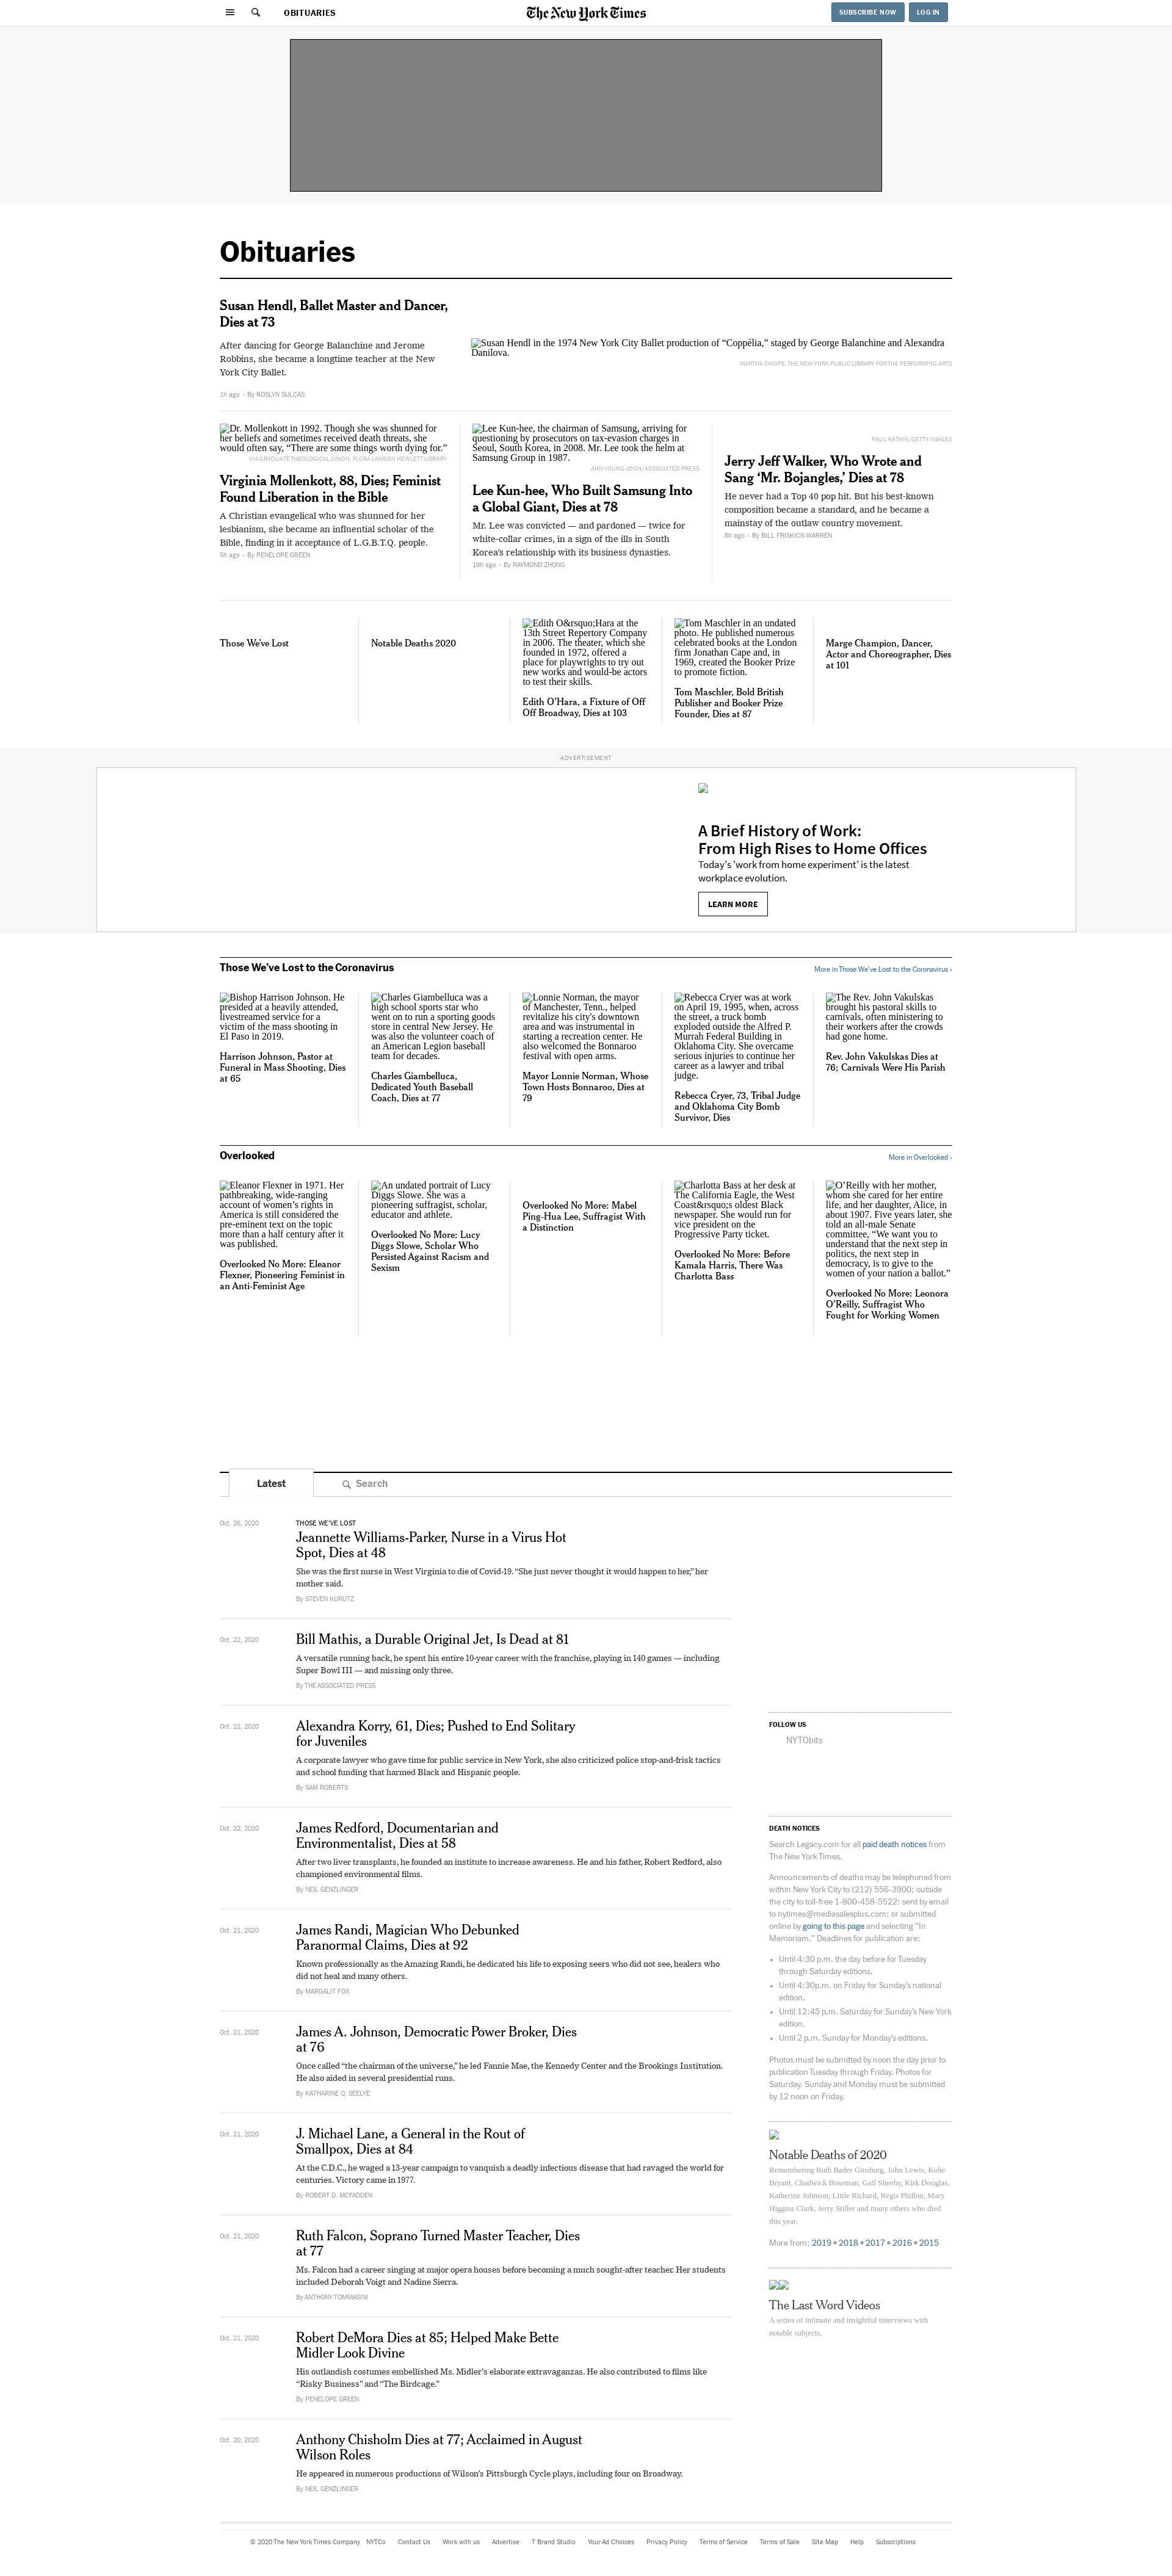 OBITUARIES
The New York Times
SUBSCRIBE NOW
LOG IN
Obituaries
Susan Hendl, Ballet Master and Dancer,
Dies at 73
After dancing for George Balanchine and Jerome
Robbins, she became a longtime teacher at the New
York City Ballet.
1h ago • By ROSLYN SULCAS
Susan Hendl in the 1974 New York City Ballet production of “Coppélia,” staged by George Balanchine and Alexandra
Danilova.
MARTHA SWOPE, THE NEW YORK PUBLIC LIBRARY FOR THE PERFORMING ARTS
Dr. Mollenkott in 1992. Though she was shunned for
her beliefs and sometimes received death threats, she
would often say, “There are some things worth dying for.”
VIA GRADUATE THEOLOGICAL UNION, FLORA LAMSON HEWLETT LIBRARY
Virginia Mollenkott, 88, Dies; Feminist
Found Liberation in the Bible
A Christian evangelical who was shunned for her
lesbianism, she became an influential scholar of the
Bible, finding in it acceptance of L.G.B.T.Q. people.
5h ago • By PENELOPE GREEN
Lee Kun-hee, the chairman of Samsung, arriving for
questioning by prosecutors on tax-evasion charges in
Seoul, South Korea, in 2008. Mr. Lee took the helm at
Samsung Group in 1987.
AHN YOUNG-JOON/ASSOCIATED PRESS
Lee Kun-hee, Who Built Samsung Into
a Global Giant, Dies at 78
Mr. Lee was convicted — and pardoned — twice for
white-collar crimes, in a sign of the ills in South
Korea’s relationship with its business dynasties.
19h ago • By RAYMOND ZHONG
PAUL NATKIN/GETTY IMAGES
Jerry Jeff Walker, Who Wrote and
Sang ‘Mr. Bojangles,’ Dies at 78
He never had a Top 40 pop hit. But his best-known
composition became a standard, and he became a
mainstay of the outlaw country movement.
8h ago • By BILL FRISKICS-WARREN
Those We’ve Lost
Notable Deaths 2020
Edith O&rsquo;Hara at the
13th Street Repertory Company
in 2006. The theater, which she
founded in 1972, offered a
place for playwrights to try out
new works and would-be actors
to test their skills.
Edith O’Hara, a Fixture of Off
Off Broadway, Dies at 103
Tom Maschler in an undated
photo. He published numerous
celebrated books at the London
firm Jonathan Cape and, in
1969, created the Booker Prize
to promote fiction.
Tom Maschler, Bold British
Publisher and Booker Prize
Founder, Dies at 87
Marge Champion, Dancer,
Actor and Choreographer, Dies
at 101
ADVERTISEMENT
A Brief History of Work:
From High Rises to Home Offices
Today's 'work from home experiment' is the latest
workplace evolution.
LEARN MORE
Those We’ve Lost to the Coronavirus
More in Those We’ve Lost to the Coronavirus ›
Bishop Harrison Johnson. He
presided at a heavily attended,
livestreamed service for a
victim of the mass shooting in
El Paso in 2019.
Harrison Johnson, Pastor at
Funeral in Mass Shooting, Dies
at 65
Charles Giambelluca was a
high school sports star who
went on to run a sporting goods
store in central New Jersey. He
was also the volunteer coach of
an American Legion baseball
team for decades.
Charles Giambelluca,
Dedicated Youth Baseball
Coach, Dies at 77
Lonnie Norman, the mayor
of Manchester, Tenn., helped
revitalize his city’s downtown
area and was instrumental in
starting a recreation center. He
also welcomed the Bonnaroo
festival with open arms.
Mayor Lonnie Norman, Whose
Town Hosts Bonnaroo, Dies at
79
Rebecca Cryer was at work
on April 19, 1995, when, across
the street, a truck bomb
exploded outside the Alfred P.
Murrah Federal Building in
Oklahoma City. She overcame
serious injuries to continue her
career as a lawyer and tribal
judge.
Rebecca Cryer, 73, Tribal Judge
and Oklahoma City Bomb
Survivor, Dies
The Rev. John Vakulskas
brought his pastoral skills to
carnivals, often ministering to
their workers after the crowds
had gone home.
Rev. John Vakulskas Dies at
76; Carnivals Were His Parish
Overlooked
More in Overlooked ›
Eleanor Flexner in 1971. Her
pathbreaking, wide-ranging
account of women’s rights in
America is still considered the
pre-eminent text on the topic
more than a half century after it
was published.
Overlooked No More: Eleanor
Flexner, Pioneering Feminist in
an Anti-Feminist Age
An undated portrait of Lucy
Diggs Slowe. She was a
pioneering suffragist, scholar,
educator and athlete.
Overlooked No More: Lucy
Diggs Slowe, Scholar Who
Persisted Against Racism and
Sexism
Overlooked No More: Mabel
Ping-Hua Lee, Suffragist With
a Distinction
Charlotta Bass at her desk at
The California Eagle, the West
Coast&rsquo;s oldest Black
newspaper. She would run for
vice president on the
Progressive Party ticket.
Overlooked No More: Before
Kamala Harris, There Was
Charlotta Bass
O’Reilly with her mother,
whom she cared for her entire
life, and her daughter, Alice, in
about 1907. Five years later, she
told an all-male Senate
committee, “We want you to
understand that the next step in
politics, the next step in
democracy, is to give to the
women of your nation a ballot.”
Overlooked No More: Leonora
O’Reilly, Suffragist Who
Fought for Working Women
Latest
Search
Oct. 26, 2020
THOSE WE’VE LOST
Jeannette Williams-Parker, Nurse in a Virus Hot
Spot, Dies at 48
She was the first nurse in West Virginia to die of Covid-19. “She just never thought it would happen to her,” her
mother said.
By STEVEN KURUTZ
Oct. 22, 2020
Bill Mathis, a Durable Original Jet, Is Dead at 81
A versatile running back, he spent his entire 10-year career with the franchise, playing in 140 games — including
Super Bowl III — and missing only three.
By THE ASSOCIATED PRESS
Oct. 22, 2020
Alexandra Korry, 61, Dies; Pushed to End Solitary
for Juveniles
A corporate lawyer who gave time for public service in New York, she also criticized police stop-and-frisk tactics
and school funding that harmed Black and Hispanic people.
By SAM ROBERTS
Oct. 22, 2020
James Redford, Documentarian and
Environmentalist, Dies at 58
After two liver transplants, he founded an institute to increase awareness. He and his father, Robert Redford, also
championed environmental films.
By NEIL GENZLINGER
Oct. 21, 2020
James Randi, Magician Who Debunked
Paranormal Claims, Dies at 92
Known professionally as the Amazing Randi, he dedicated his life to exposing seers who did not see, healers who
did not heal and many others.
By MARGALIT FOX
Oct. 21, 2020
James A. Johnson, Democratic Power Broker, Dies
at 76
Once called “the chairman of the universe,” he led Fannie Mae, the Kennedy Center and the Brookings Institution.
He also aided in several presidential runs.
By KATHARINE Q. SEELYE
Oct. 21, 2020
J. Michael Lane, a General in the Rout of
Smallpox, Dies at 84
At the C.D.C., he waged a 13-year campaign to vanquish a deadly infectious disease that had ravaged the world for
centuries. Victory came in 1977.
By ROBERT D. MCFADDEN
Oct. 21, 2020
Ruth Falcon, Soprano Turned Master Teacher, Dies
at 77
Ms. Falcon had a career singing at major opera houses before becoming a much sought-after teacher. Her students
included Deborah Voigt and Nadine Sierra.
By ANTHONY TOMMASINI
Oct. 21, 2020
Robert DeMora Dies at 85; Helped Make Bette
Midler Look Divine
His outlandish costumes embellished Ms. Midler’s elaborate extravaganzas. He also contributed to films like
“Risky Business” and “The Birdcage.”
By PENELOPE GREEN
Oct. 20, 2020
Anthony Chisholm Dies at 77; Acclaimed in August
Wilson Roles
He appeared in numerous productions of Wilson’s Pittsburgh Cycle plays, including four on Broadway.
By NEIL GENZLINGER
FOLLOW US
NYTObits
DEATH NOTICES
Search Legacy.com for all paid death notices from
The New York Times.
Announcements of deaths may be telephoned from
within New York City to (212) 556-3900; outside
the city to toll-free 1-800-458-5522; sent by email
to nytimes@mediasalesplus.com; or submitted
online by going to this page and selecting "In
Memoriam." Deadlines for publication are:
• Until 4:30 p.m. the day before for Tuesday
through Saturday editions.
• Until 4:30p.m. on Friday for Sunday's national
edition.
• Until 12:45 p.m. Saturday for Sunday's New York
edition.
• Until 2 p.m. Sunday for Monday's editions.
Photos must be submitted by noon the day prior to
publication Tuesday through Friday. Photos for
Saturday, Sunday and Monday must be submitted
by 12 noon on Friday.
Notable Deaths of 2020
Remembering Ruth Bader Ginsburg, John Lewis, Kobe
Bryant, Chadwick Boseman, Gail Sheehy, Kirk Douglas,
Katherine Johnson, Little Richard, Regis Philbin, Mary
Higgins Clark, Jerry Stiller and many others who died
this year.
More from: 2019 • 2018 • 2017 • 2016 • 2015
The Last Word Videos
A series of intimate and insightful interviews with
notable subjects.
© 2020 The New York Times Company NYTCo Contact Us Work with us Advertise T Brand Studio Your Ad Choices Privacy Policy Terms of Service Terms of Sale Site Map Help Subscriptions